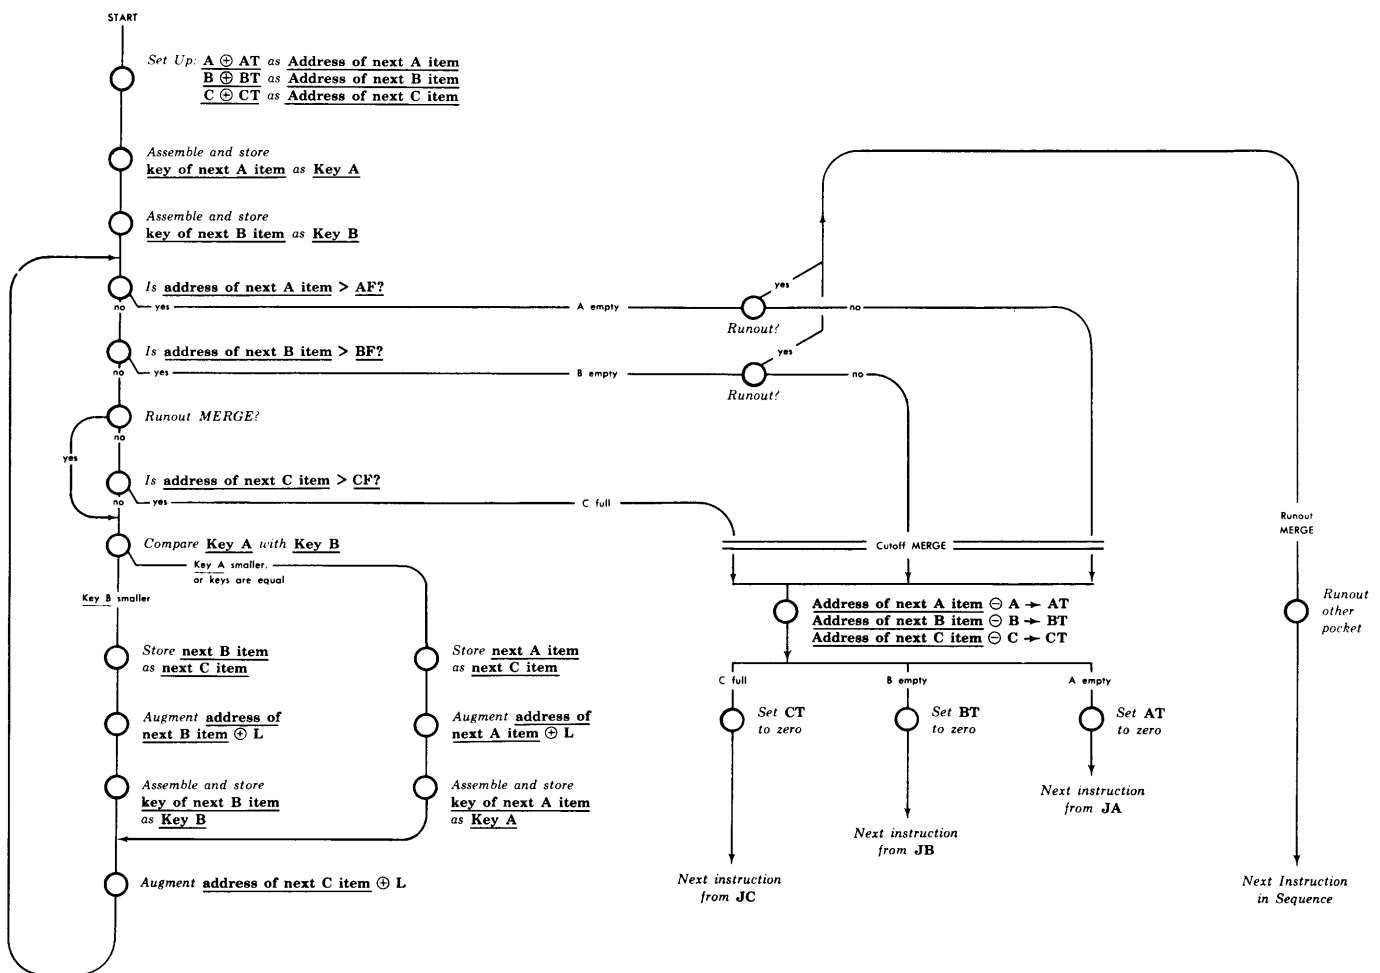 START
Set Up: A ⊕ AT as Address of next A item
B ⊕ BT as Address of next B item
C ⊕ CT as Address of next C item
Assemble and store
key of next A item as Key A
Assemble and store
key of next B item as Key B
Is address of next A item > AF?
no
yes
A empty
Runout?
yes
no
Is address of next B item > BF?
no
yes
B empty
Runout?
yes
no
Runout MERGE?
no
yes
Is address of next C item > CF?
no
yes
C full
Compare Key A with Key B
Key A smaller.
or keys are equal
Key B smaller
Store next B item
as next C item
Augment address of
next B item ⊕ L
Assemble and store
key of next B item
as Key B
Store next A item
as next C item
Augment address of
next A item ⊕ L
Assemble and store
key of next A item
as Key A
Augment address of next C item ⊕ L
Cutoff MERGE
Address of next A item ⊖ A → AT
Address of next B item ⊖ B → BT
Address of next C item ⊖ C → CT
C full
B empty
A empty
Set CT
to zero
Set BT
to zero
Set AT
to zero
Next instruction
from JC
Next instruction
from JB
Next instruction
from JA
Runout
MERGE
Runout
other
pocket
Next Instruction
in Sequence